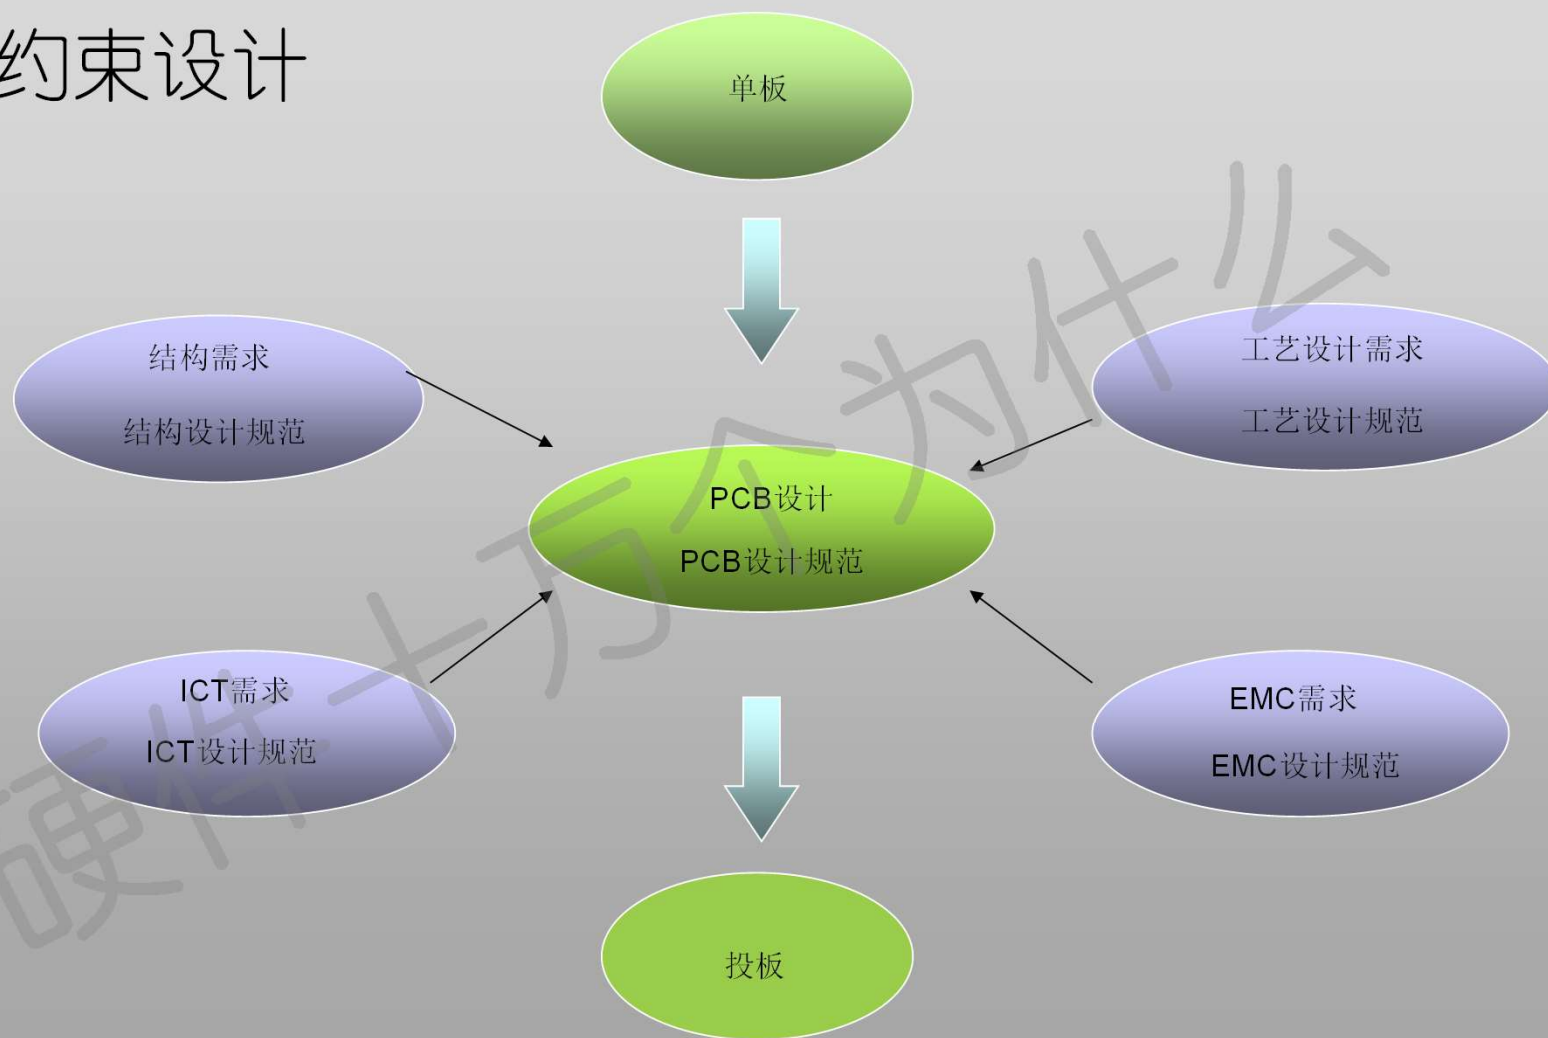 约束设计
单板
结构需求
结构设计规范
工艺设计需求
工艺设计规范
PCB设计
PCB设计规范
ICT需求
ICT设计规范
EMC需求
EMC设计规范
投板
硬件十万个为什么